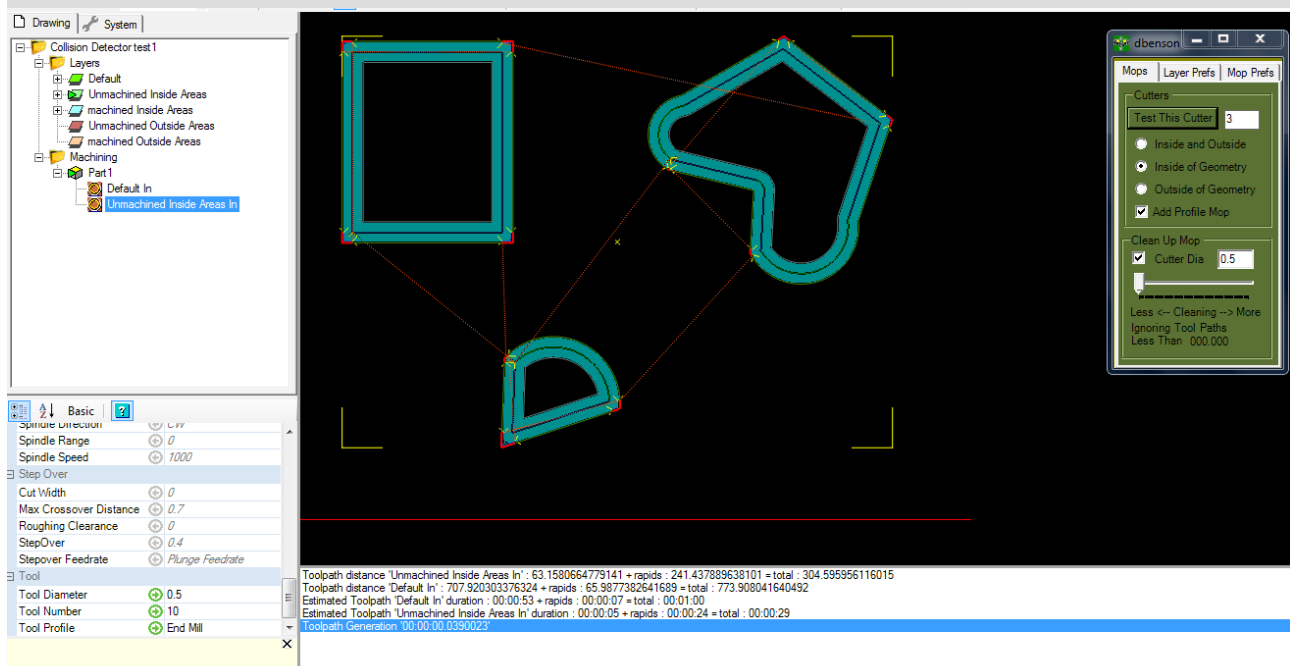 Drawing
System
Collision Detector test1
Layers
Default
Unmachined Inside Areas
machined Inside Areas
Unmachined Outside Areas
machined Outside Areas
Machining
Part1
Default In
Unmachined Inside Areas In
Basic
Spindle Direction CW
Spindle Range 0
Spindle Speed 1000
Step Over
Cut Width 0
Max Crossover Distance 0.7
Roughing Clearance 0
StepOver 0.4
Stepover Feedrate Plunge Feedrate
Tool
Tool Diameter 0.5
Tool Number 10
Tool Profile End Mill
dbenson
Mops Layer Prefs Mop Prefs
Cutters
Test This Cutter 3
Inside and Outside
Inside of Geometry
Outside of Geometry
Add Profile Mop
Clean Up Mop
Cutter Dia 0.5
Less <-- Cleaning --> More
Ignoring Tool Paths
Less Than 000.000
Toolpath distance 'Unmachined Inside Areas In' : 63.1580664779141 + rapids : 241.437889638101 = total : 304.595956116015
Toolpath distance 'Default In' : 707.920303376324 + rapids : 65.9877382641689 = total : 773.908041640492
Estimated Toolpath 'Default In' duration : 00:00:53 + rapids : 00:00:07 = total : 00:01:00
Estimated Toolpath 'Unmachined Inside Areas In' duration : 00:00:05 + rapids : 00:00:24 = total : 00:00:29
Toolpath Generation '00:00:00.0390023'